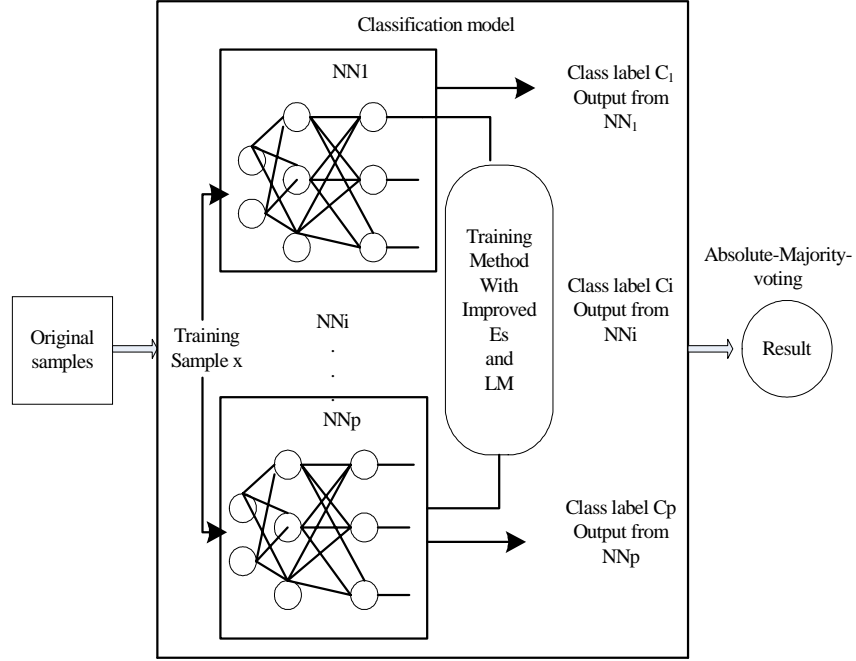 Classification model
NN1
Class label C1
Output from
NN1
Training
Method
With
Improved
Es
and
LM
Absolute-Majority-
voting
Class label Ci
Output from
NNi
Original
samples
Training
Sample x
NNi
Result
NNp
Class label Cp
Output from
NNp